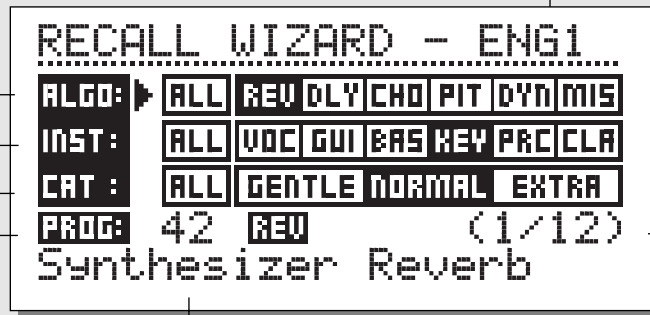 RECALL WIZARD - ENG1
ALGO: ALL REV DLY CHO PIT DYN MIS
INST: ALL VOC GUI BAS KEY PRC CLA
CAT : ALL GENTLE NORMAL EXTRA
PROG: 42 REV (1/12)
Synthesizer Reverb